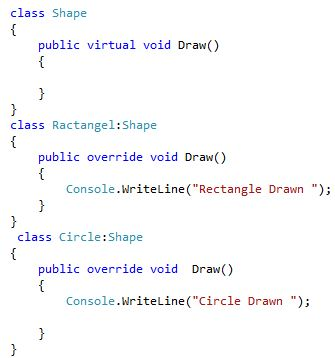 class Shape
{
    public virtual void Draw()
    {

    }
}
class Ractangel:Shape
{
    public override void Draw()
    {
        Console.WriteLine("Rectangle Drawn ");
    }
}
 class Circle:Shape
{
    public override void  Draw()
    {
        Console.WriteLine("Circle Drawn ");

    }
}